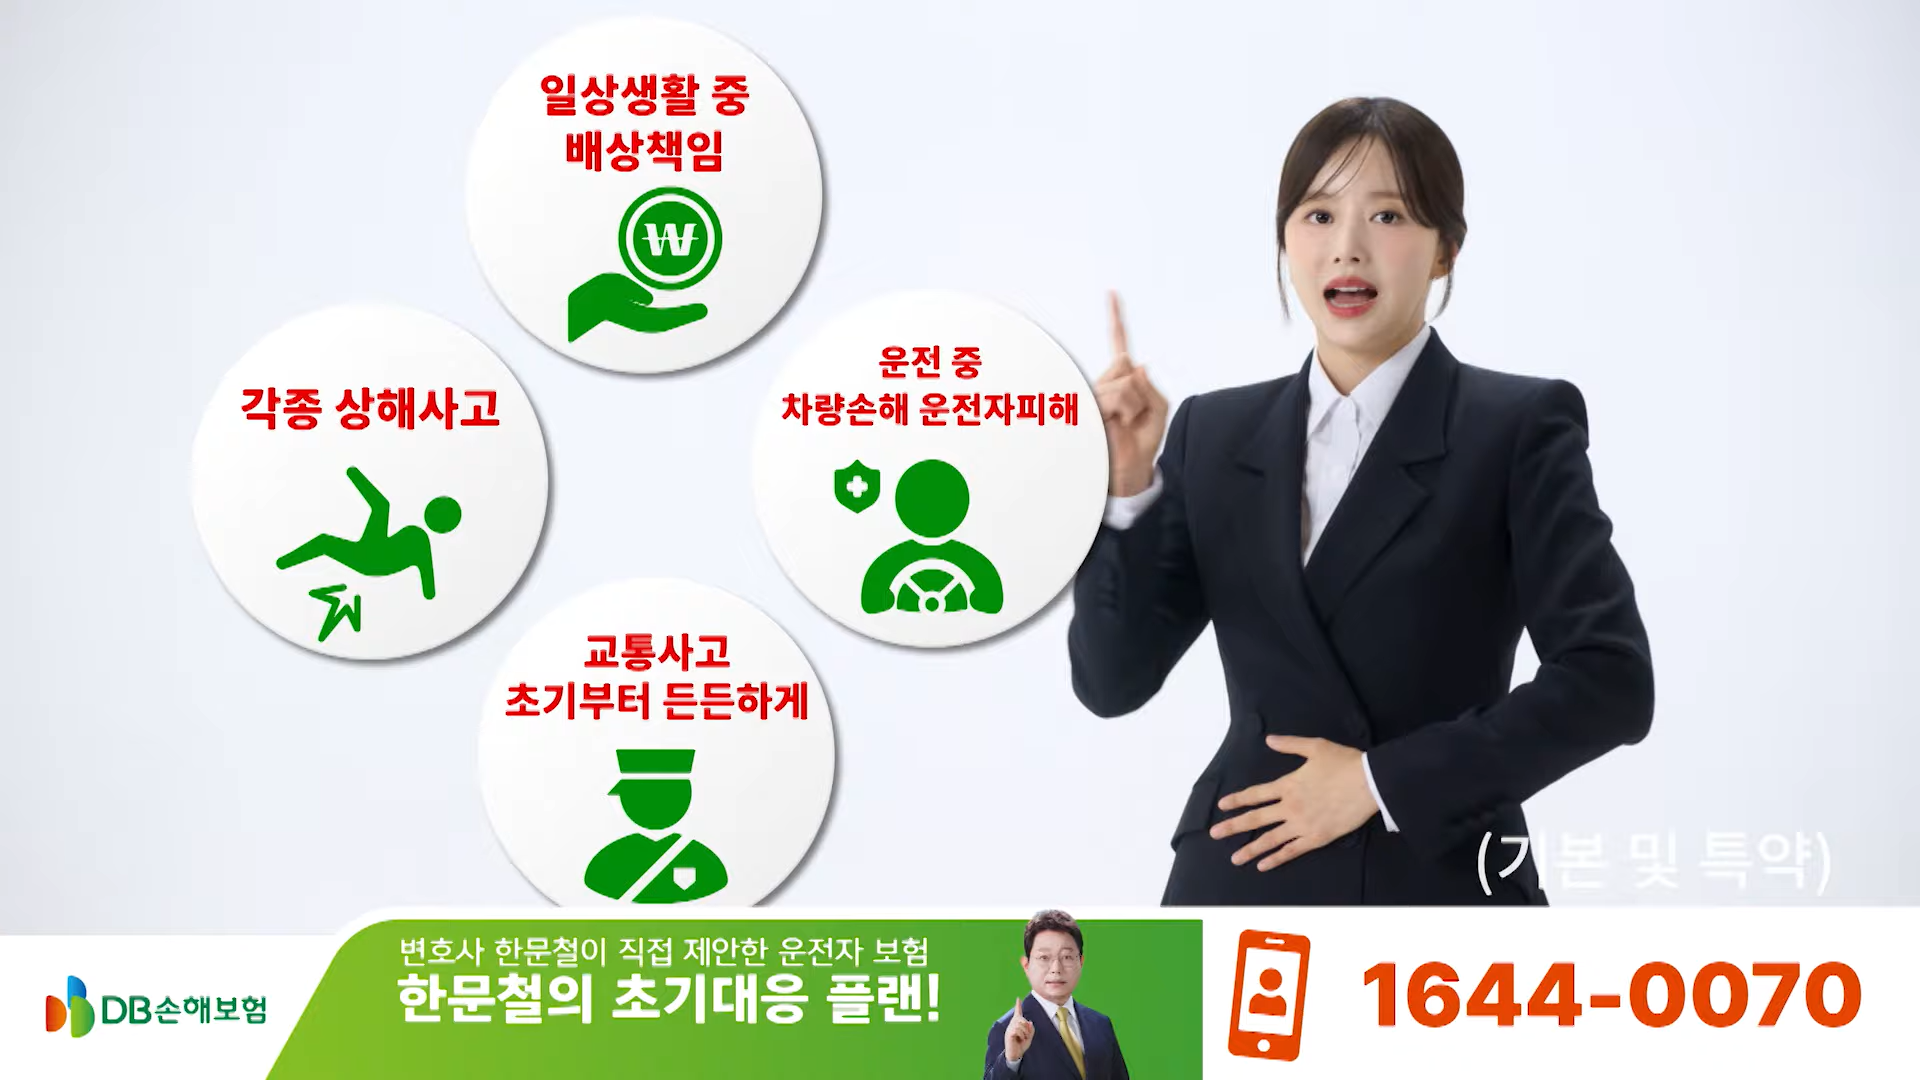 일상생활 중
배상책임
₩
각종 상해사고
운전 중
차량손해 운전자피해
교통사고
초기부터 든든하게
(기본 및 특약)
DB손해보험
변호사 한문철이 직접 제안한 운전자 보험
한문철의 초기대응 플랜!
1644-0070